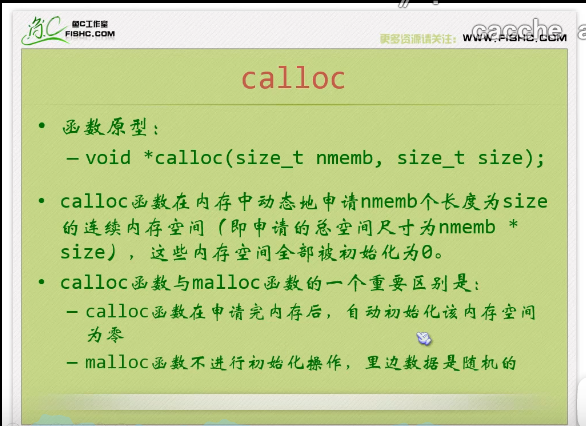 鱼C工作室
FISHC.COM
更多资源请关注: WWW.FISHC.COM
calloc
• 函数原型:
– void *calloc(size_t nmemb, size_t size);
• calloc函数在内存中动态地申请nmemb个长度为size
的连续内存空间（即申请的总空间尺寸为nmemb *
size），这些内存空间全部被初始化为0。
• calloc函数与malloc函数的一个重要区别是:
– calloc函数在申请完内存后，自动初始化该内存空间
为零
– malloc函数不进行初始化操作，里边数据是随机的